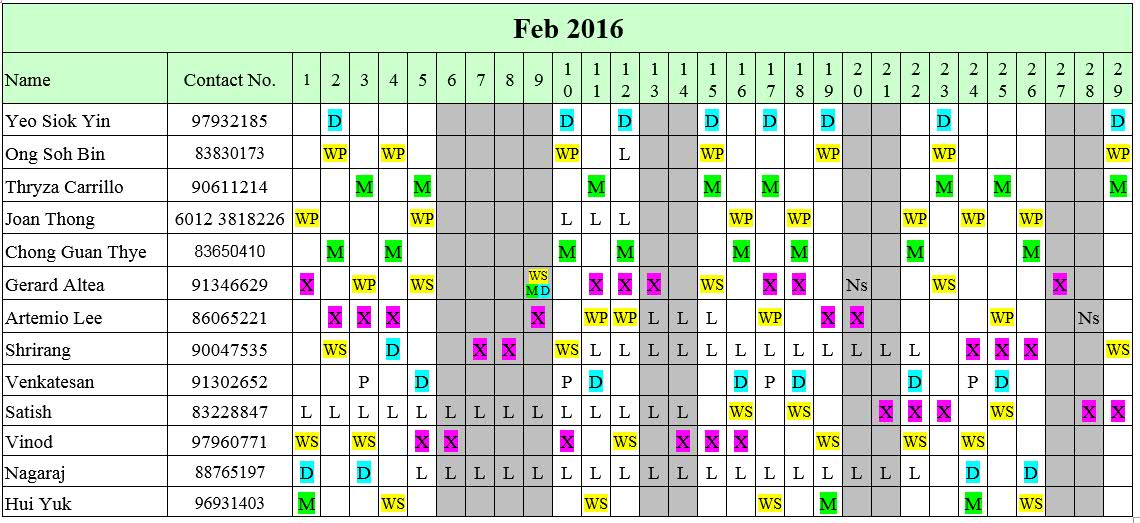 Feb 2016
Name Contact No. 1 2 3 4 5 6 7 8 9 10 11 12 13 14 15 16 17 18 19 20 21 22 23 24 25 26 27 28 29
Yeo Siok Yin 97932185 D D D D D D D D
Ong Soh Bin 83830173 WP WP WP L WP WP WP WP
Thryza Carrillo 90611214 M M M M M M M M
Joan Thong 6012 3818226 WP WP L L L WP WP WP WP WP
Chong Guan Thye 83650410 M M M M M M M M
Gerard Altea 91346629 X WP WS WS M D X X X WS X X Ns WS X
Artemio Lee 86065221 X X X X WP WP L L L WP X X WP Ns
Shrirang 90047535 WS D X X WS L L L L L L L L L L L L X X X WS
Venkatesan 91302652 P D P D D P D D P D
Satish 83228847 L L L L L L L L L L L L L L WS WS X X X WS X X
Vinod 97960771 WS WS X X X WS X X X WS WS WS
Nagaraj 88765197 D D L L L L L L L L L L L L L L L L L L D D
Hui Yuk 96931403 M WS WS WS M M WS